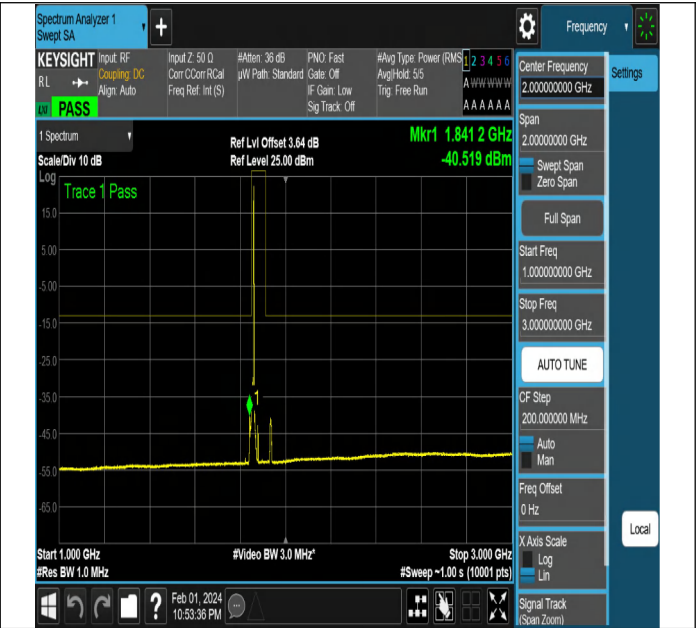 Spectrum Analyzer 1
Swept SA
Frequency
KEYSIGHT
RL
LXI
PASS
Input: RF
Coupling: DC
Align: Auto
Input Z: 50 Ω
Corr CCorr RCal
Freq Ref: Int (S)
#Atten: 36 dB
µW Path: Standard
PNO: Fast
Gate: Off
IF Gain: Low
Sig Track: Off
#Avg Type: Power (RMS
Avg|Hold: 5/5
Trig: Free Run
1 2 3 4 5 6
A W W W W W
A A A A A A
1 Spectrum
Scale/Div 10 dB
Ref Lvl Offset 3.64 dB
Ref Level 25.00 dBm
Mkr1 1.841 2 GHz
-40.519 dBm
Log
Trace 1 Pass
15.0
5.00
-5.00
-15.0
-25.0
-35.0
1
-45.0
-55.0
-65.0
Start 1.000 GHz
#Res BW 1.0 MHz
#Video BW 3.0 MHz*
Stop 3.000 GHz
#Sweep ~1.00 s (10001 pts)
Feb 01, 2024
10:53:36 PM
Settings
Center Frequency
2.000000000 GHz
Span
2.00000000 GHz
Swept Span
Zero Span
Full Span
Start Freq
1.000000000 GHz
Stop Freq
3.000000000 GHz
AUTO TUNE
CF Step
200.000000 MHz
Auto
Man
Freq Offset
0 Hz
X Axis Scale
Log
Lin
Signal Track
(Span Zoom)
Local